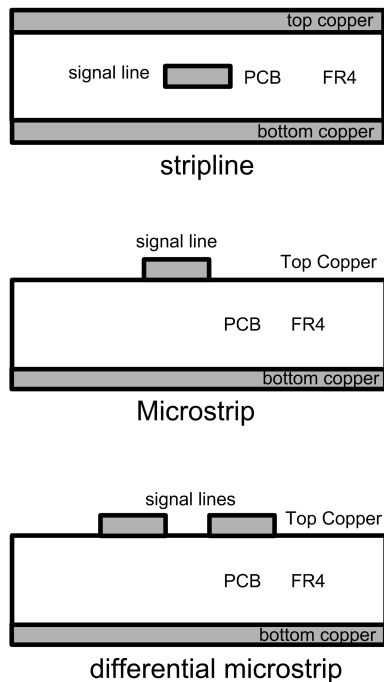 top copper
signal line
PCB FR4
bottom copper
stripline
signal line
Top Copper
PCB FR4
bottom copper
Microstrip
signal lines
Top Copper
PCB FR4
bottom copper
differential microstrip